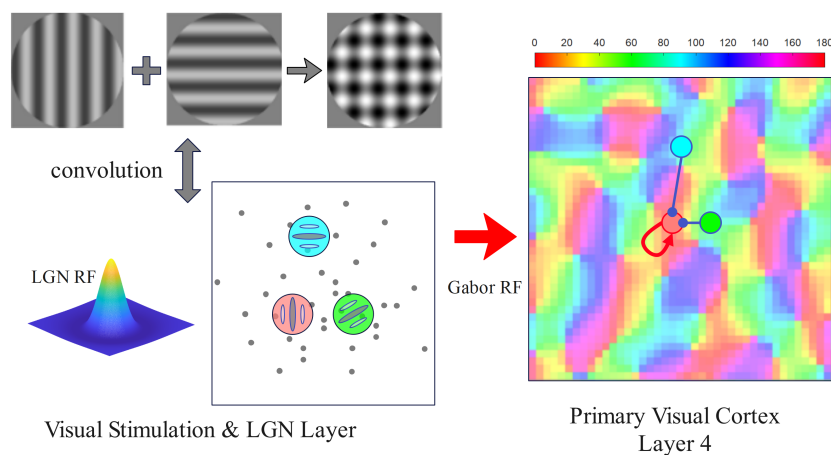 0 20 40 60 80 100 120 140 160 180
convolution
LGN RF
Gabor RF
Visual Stimulation & LGN Layer
Primary Visual Cortex
Layer 4